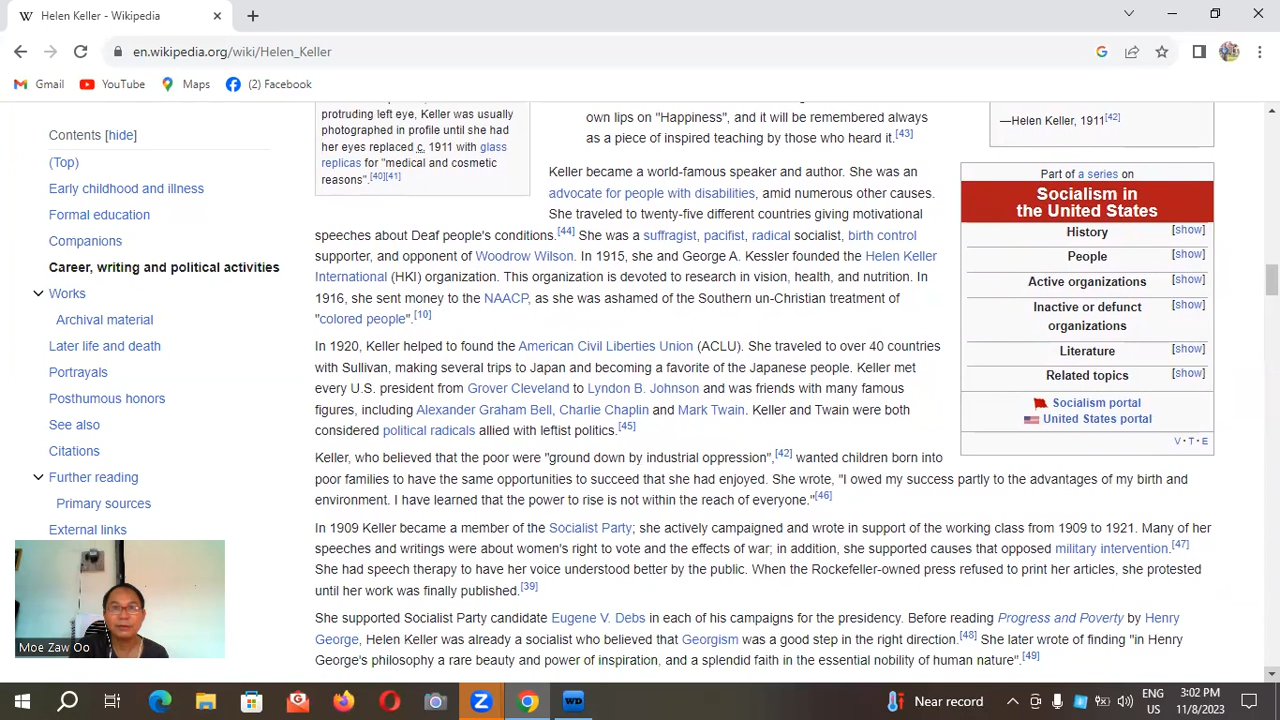 Helen Keller - Wikipedia
en.wikipedia.org/wiki/Helen_Keller
Gmail
YouTube
Maps
(2) Facebook
Contents [hide]
(Top)
Early childhood and illness
Formal education
Companions
Career, writing and political activities
Works
Archival material
Later life and death
Portrayals
Posthumous honors
See also
Citations
Further reading
Primary sources
External links
protruding left eye, Keller was usually
photographed in profile until she had
her eyes replaced c. 1911 with glass
replicas for "medical and cosmetic
reasons".[40][41]
own lips on "Happiness", and it will be remembered always
as a piece of inspired teaching by those who heard it.[43]
—Helen Keller, 1911[42]
Keller became a world-famous speaker and author. She was an
advocate for people with disabilities, amid numerous other causes.
She traveled to twenty-five different countries giving motivational
speeches about Deaf people's conditions.[44] She was a suffragist, pacifist, radical socialist, birth control
supporter, and opponent of Woodrow Wilson. In 1915, she and George A. Kessler founded the Helen Keller
International (HKI) organization. This organization is devoted to research in vision, health, and nutrition. In
1916, she sent money to the NAACP, as she was ashamed of the Southern un-Christian treatment of
"colored people".[10]
In 1920, Keller helped to found the American Civil Liberties Union (ACLU). She traveled to over 40 countries
with Sullivan, making several trips to Japan and becoming a favorite of the Japanese people. Keller met
every U.S. president from Grover Cleveland to Lyndon B. Johnson and was friends with many famous
figures, including Alexander Graham Bell, Charlie Chaplin and Mark Twain. Keller and Twain were both
considered political radicals allied with leftist politics.[45]
Keller, who believed that the poor were "ground down by industrial oppression",[42] wanted children born into
poor families to have the same opportunities to succeed that she had enjoyed. She wrote, "I owed my success partly to the advantages of my birth and
environment. I have learned that the power to rise is not within the reach of everyone."[46]
In 1909 Keller became a member of the Socialist Party; she actively campaigned and wrote in support of the working class from 1909 to 1921. Many of her
speeches and writings were about women's right to vote and the effects of war; in addition, she supported causes that opposed military intervention.[47]
She had speech therapy to have her voice understood better by the public. When the Rockefeller-owned press refused to print her articles, she protested
until her work was finally published.[39]
She supported Socialist Party candidate Eugene V. Debs in each of his campaigns for the presidency. Before reading Progress and Poverty by Henry
George, Helen Keller was already a socialist who believed that Georgism was a good step in the right direction.[48] She later wrote of finding "in Henry
George's philosophy a rare beauty and power of inspiration, and a splendid faith in the essential nobility of human nature".[49]
Part of a series on
Socialism in
the United States
History [show]
People [show]
Active organizations [show]
Inactive or defunct [show]
organizations
Literature [show]
Related topics [show]
Socialism portal
United States portal
V · T · E
Moe Zaw Oo
Near record
ENG
US
3:02 PM
11/8/2023